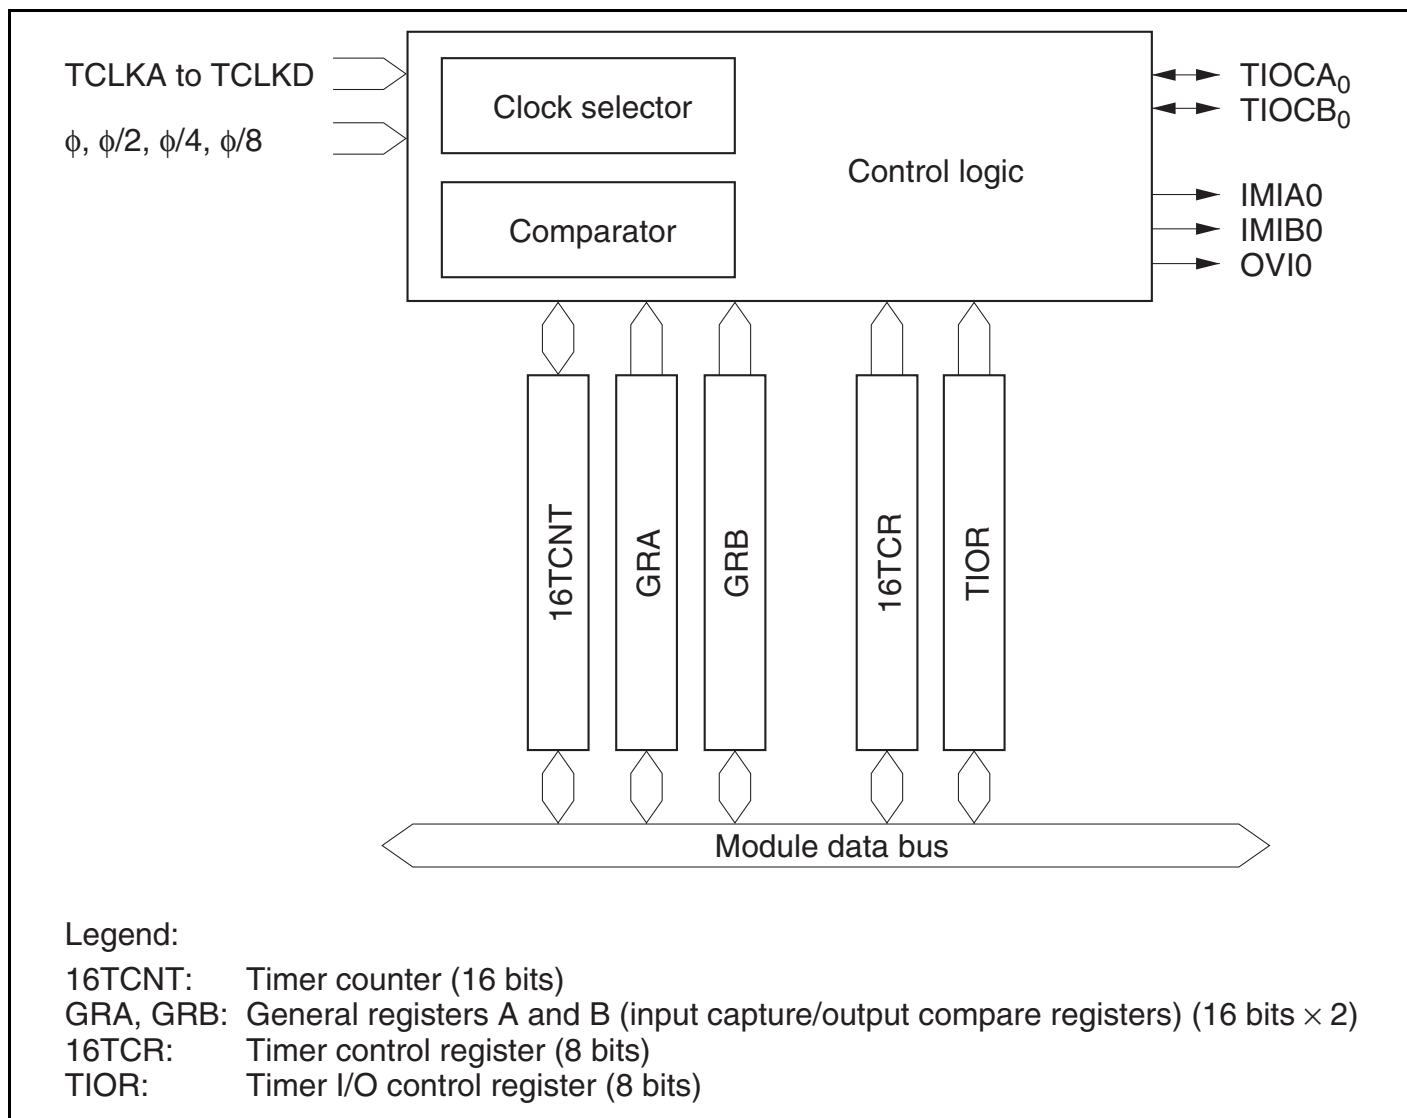 TCLKA to TCLKD
ϕ, ϕ/2, ϕ/4, ϕ/8
Clock selector
Comparator
Control logic
TIOCA0
TIOCB0
IMIA0
IMIB0
OVI0
16TCNT
GRA
GRB
16TCR
TIOR
Module data bus
Legend:
16TCNT: Timer counter (16 bits)
GRA, GRB: General registers A and B (input capture/output compare registers) (16 bits × 2)
16TCR: Timer control register (8 bits)
TIOR: Timer I/O control register (8 bits)